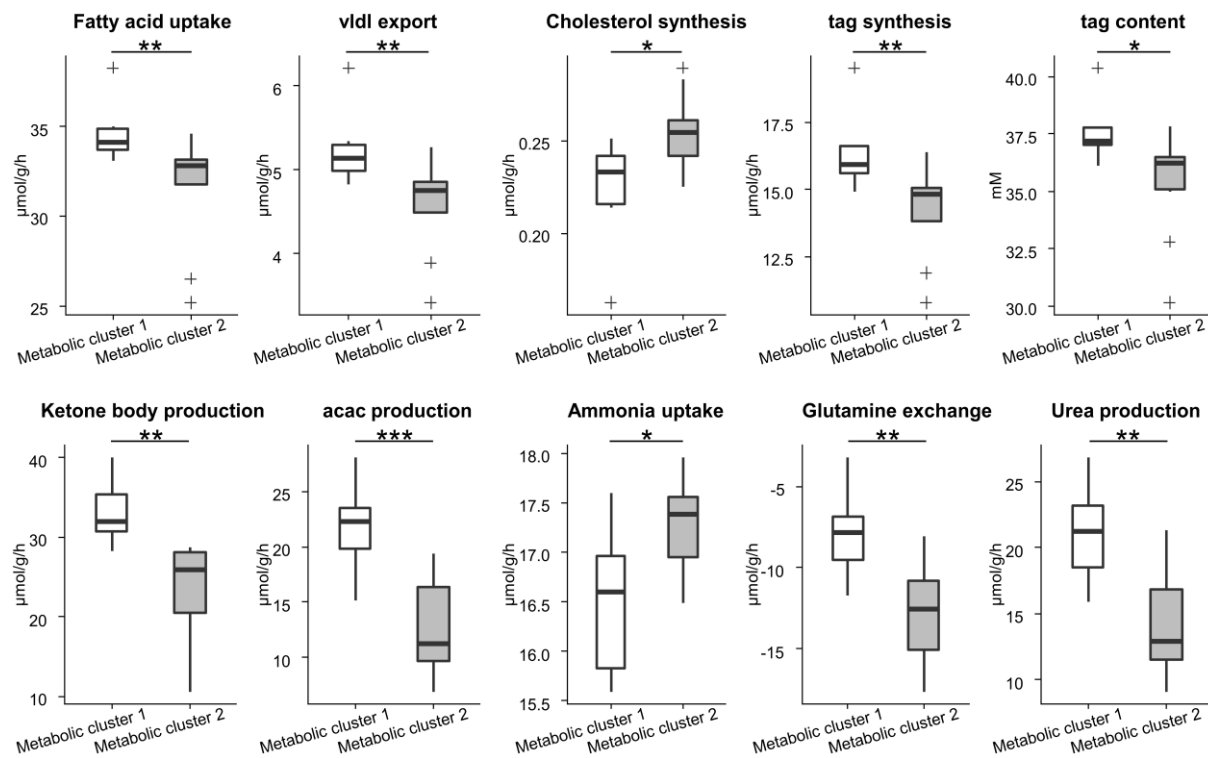 Fatty acid uptake
**
µmol/g/h
35
30
25
Metabolic cluster 1
Metabolic cluster 2
vldl export
**
µmol/g/h
6
5
4
Metabolic cluster 1
Metabolic cluster 2
Cholesterol synthesis
*
µmol/g/h
0.25
0.20
Metabolic cluster 1
Metabolic cluster 2
tag synthesis
**
µmol/g/h
17.5
15.0
12.5
Metabolic cluster 1
Metabolic cluster 2
tag content
*
mM
40.0
37.5
35.0
36.5
30.0
Metabolic cluster 1
Metabolic cluster 2
Ketone body production
**
µmol/g/h
40
30
20
10
Metabolic cluster 1
Metabolic cluster 2
acac production
***
µmol/g/h
25
20
15
10
Metabolic cluster 1
Metabolic cluster 2
Ammonia uptake
*
µmol/g/h
18.0
17.5
17.0
16.5
16.0
15.5
Metabolic cluster 1
Metabolic cluster 2
Glutamine exchange
**
µmol/g/h
-5
-10
-15
Metabolic cluster 1
Metabolic cluster 2
Urea production
**
µmol/g/h
25
20
15
10
Metabolic cluster 1
Metabolic cluster 2